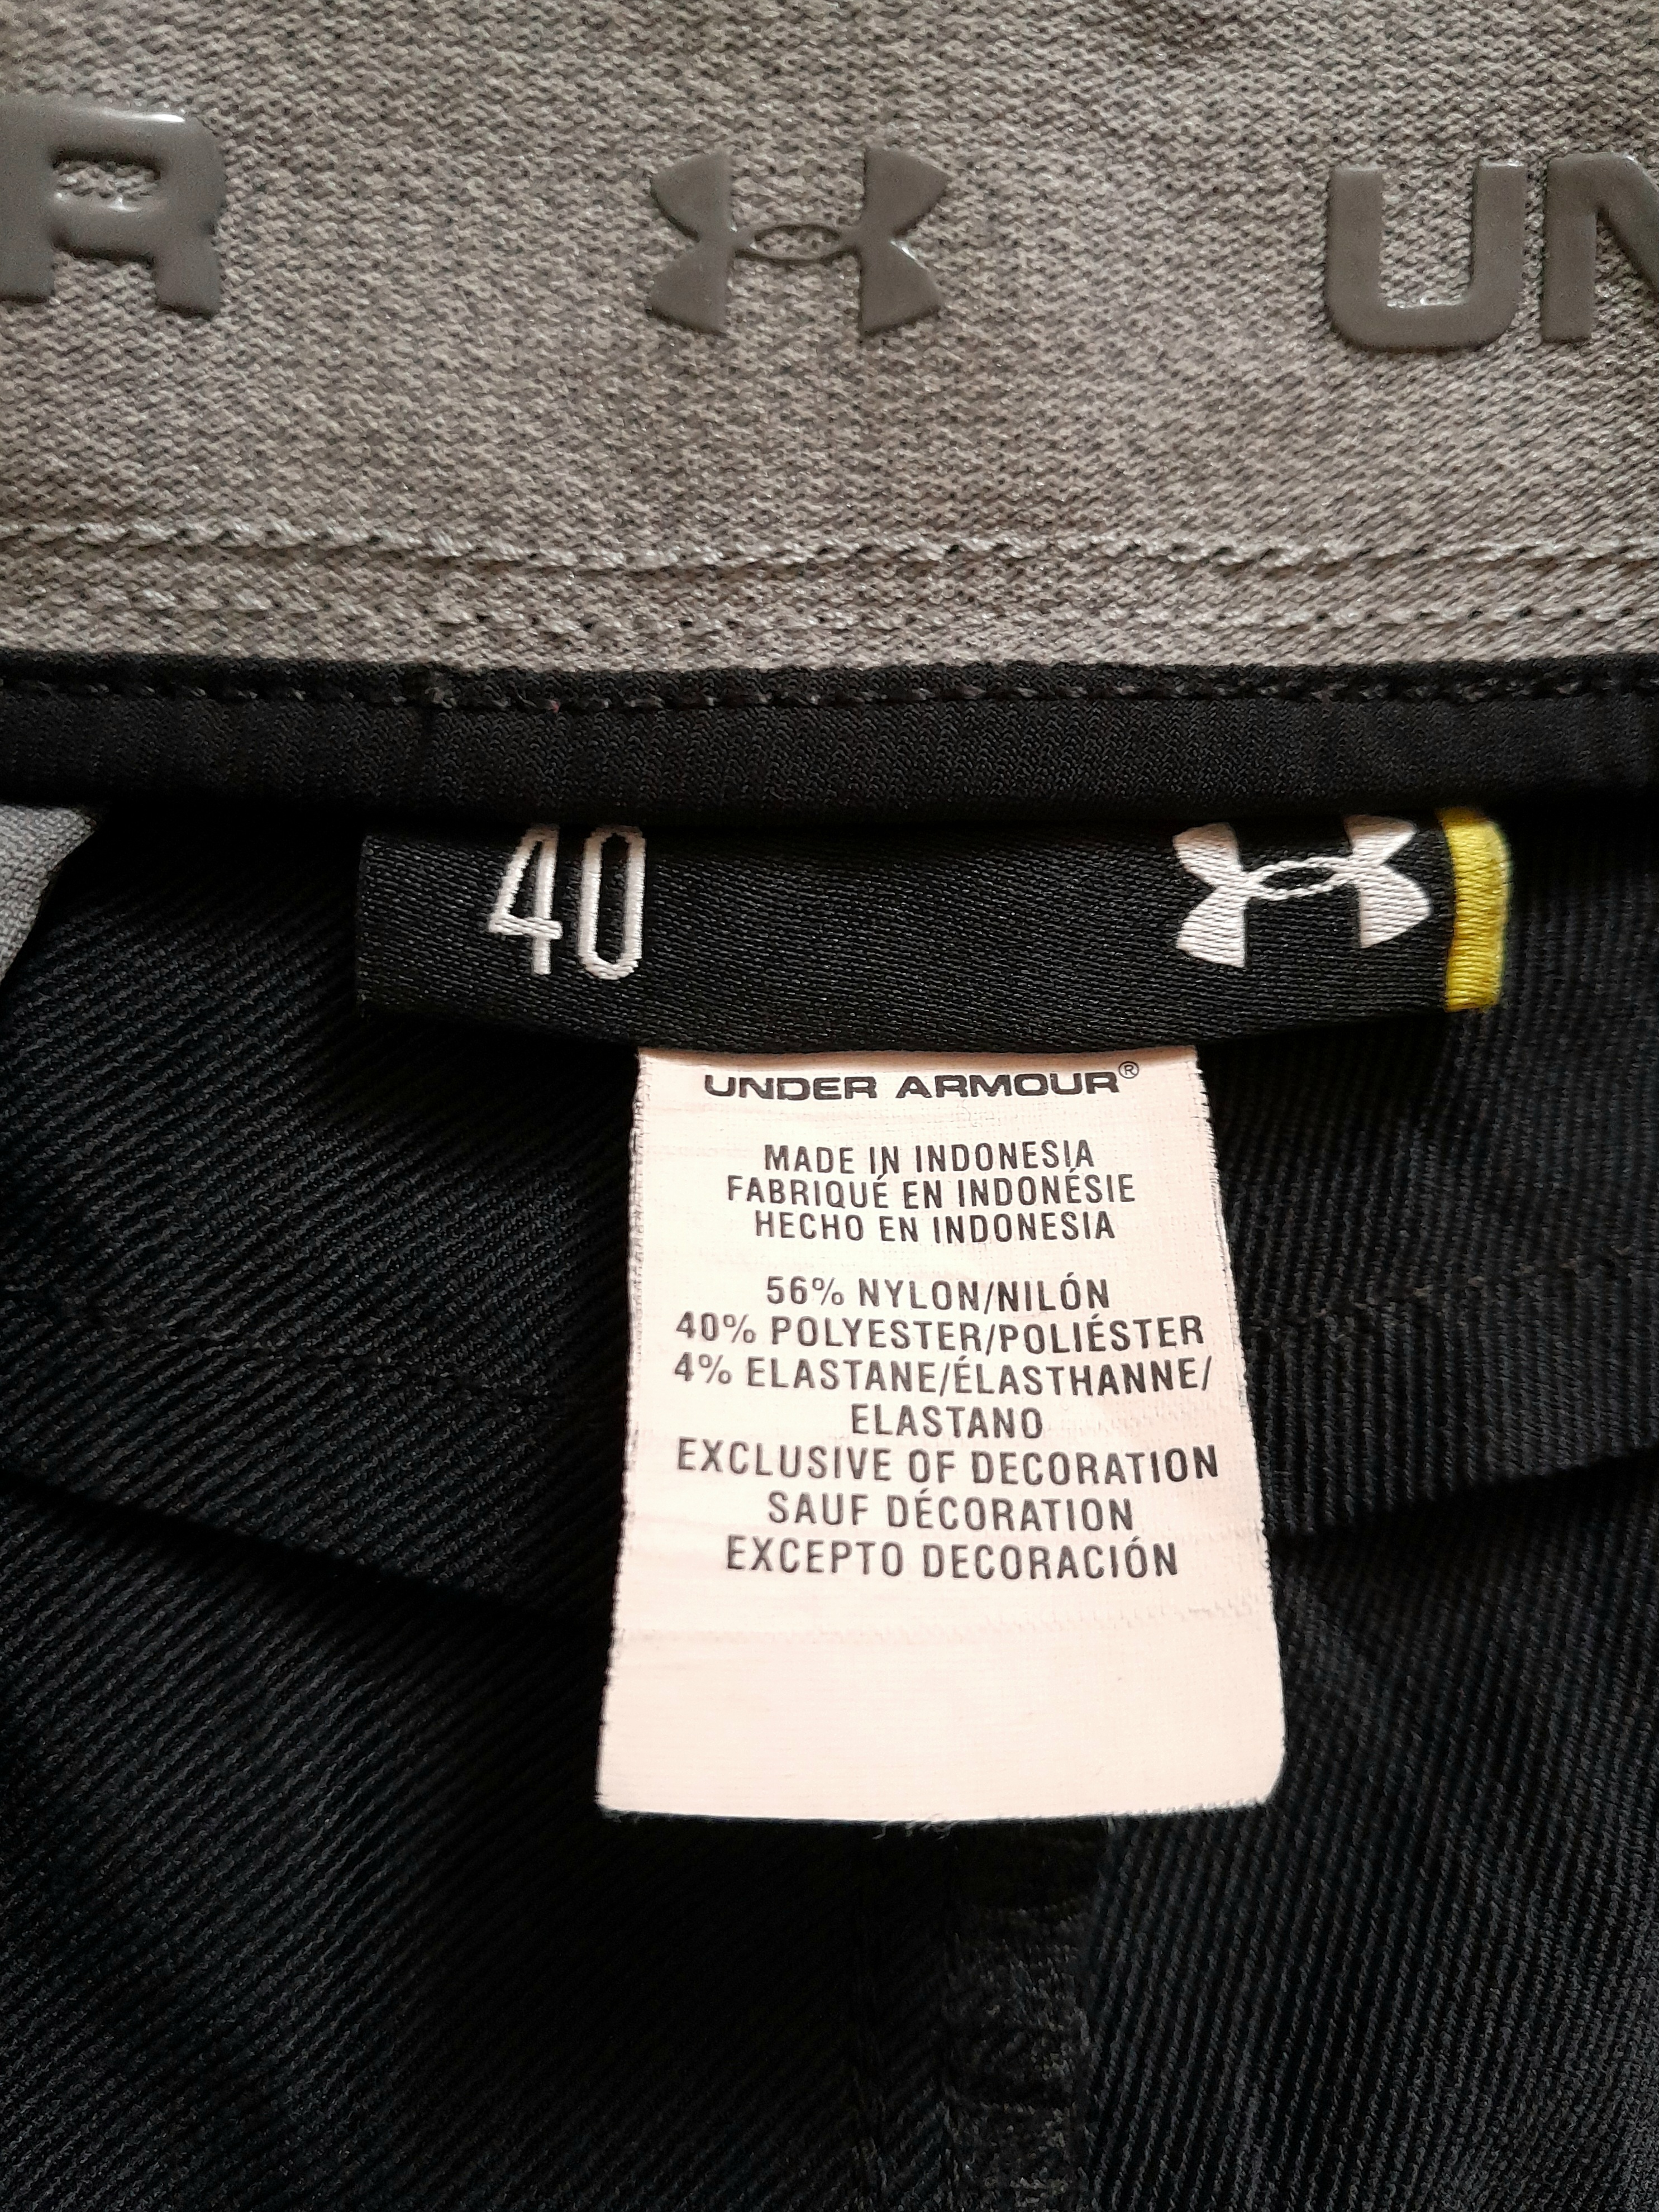 R UN
40
UNDER ARMOUR®
MADE IN INDONESIA
FABRIQUÉ EN INDONÉSIE
HECHO EN INDONESIA
56% NYLON/NILÓN
40% POLYESTER/POLIÉSTER
4% ELASTANE/ÉLASTHANNE/
ELASTANO
EXCLUSIVE OF DECORATION
SAUF DÉCORATION
EXCEPTO DECORACIÓN